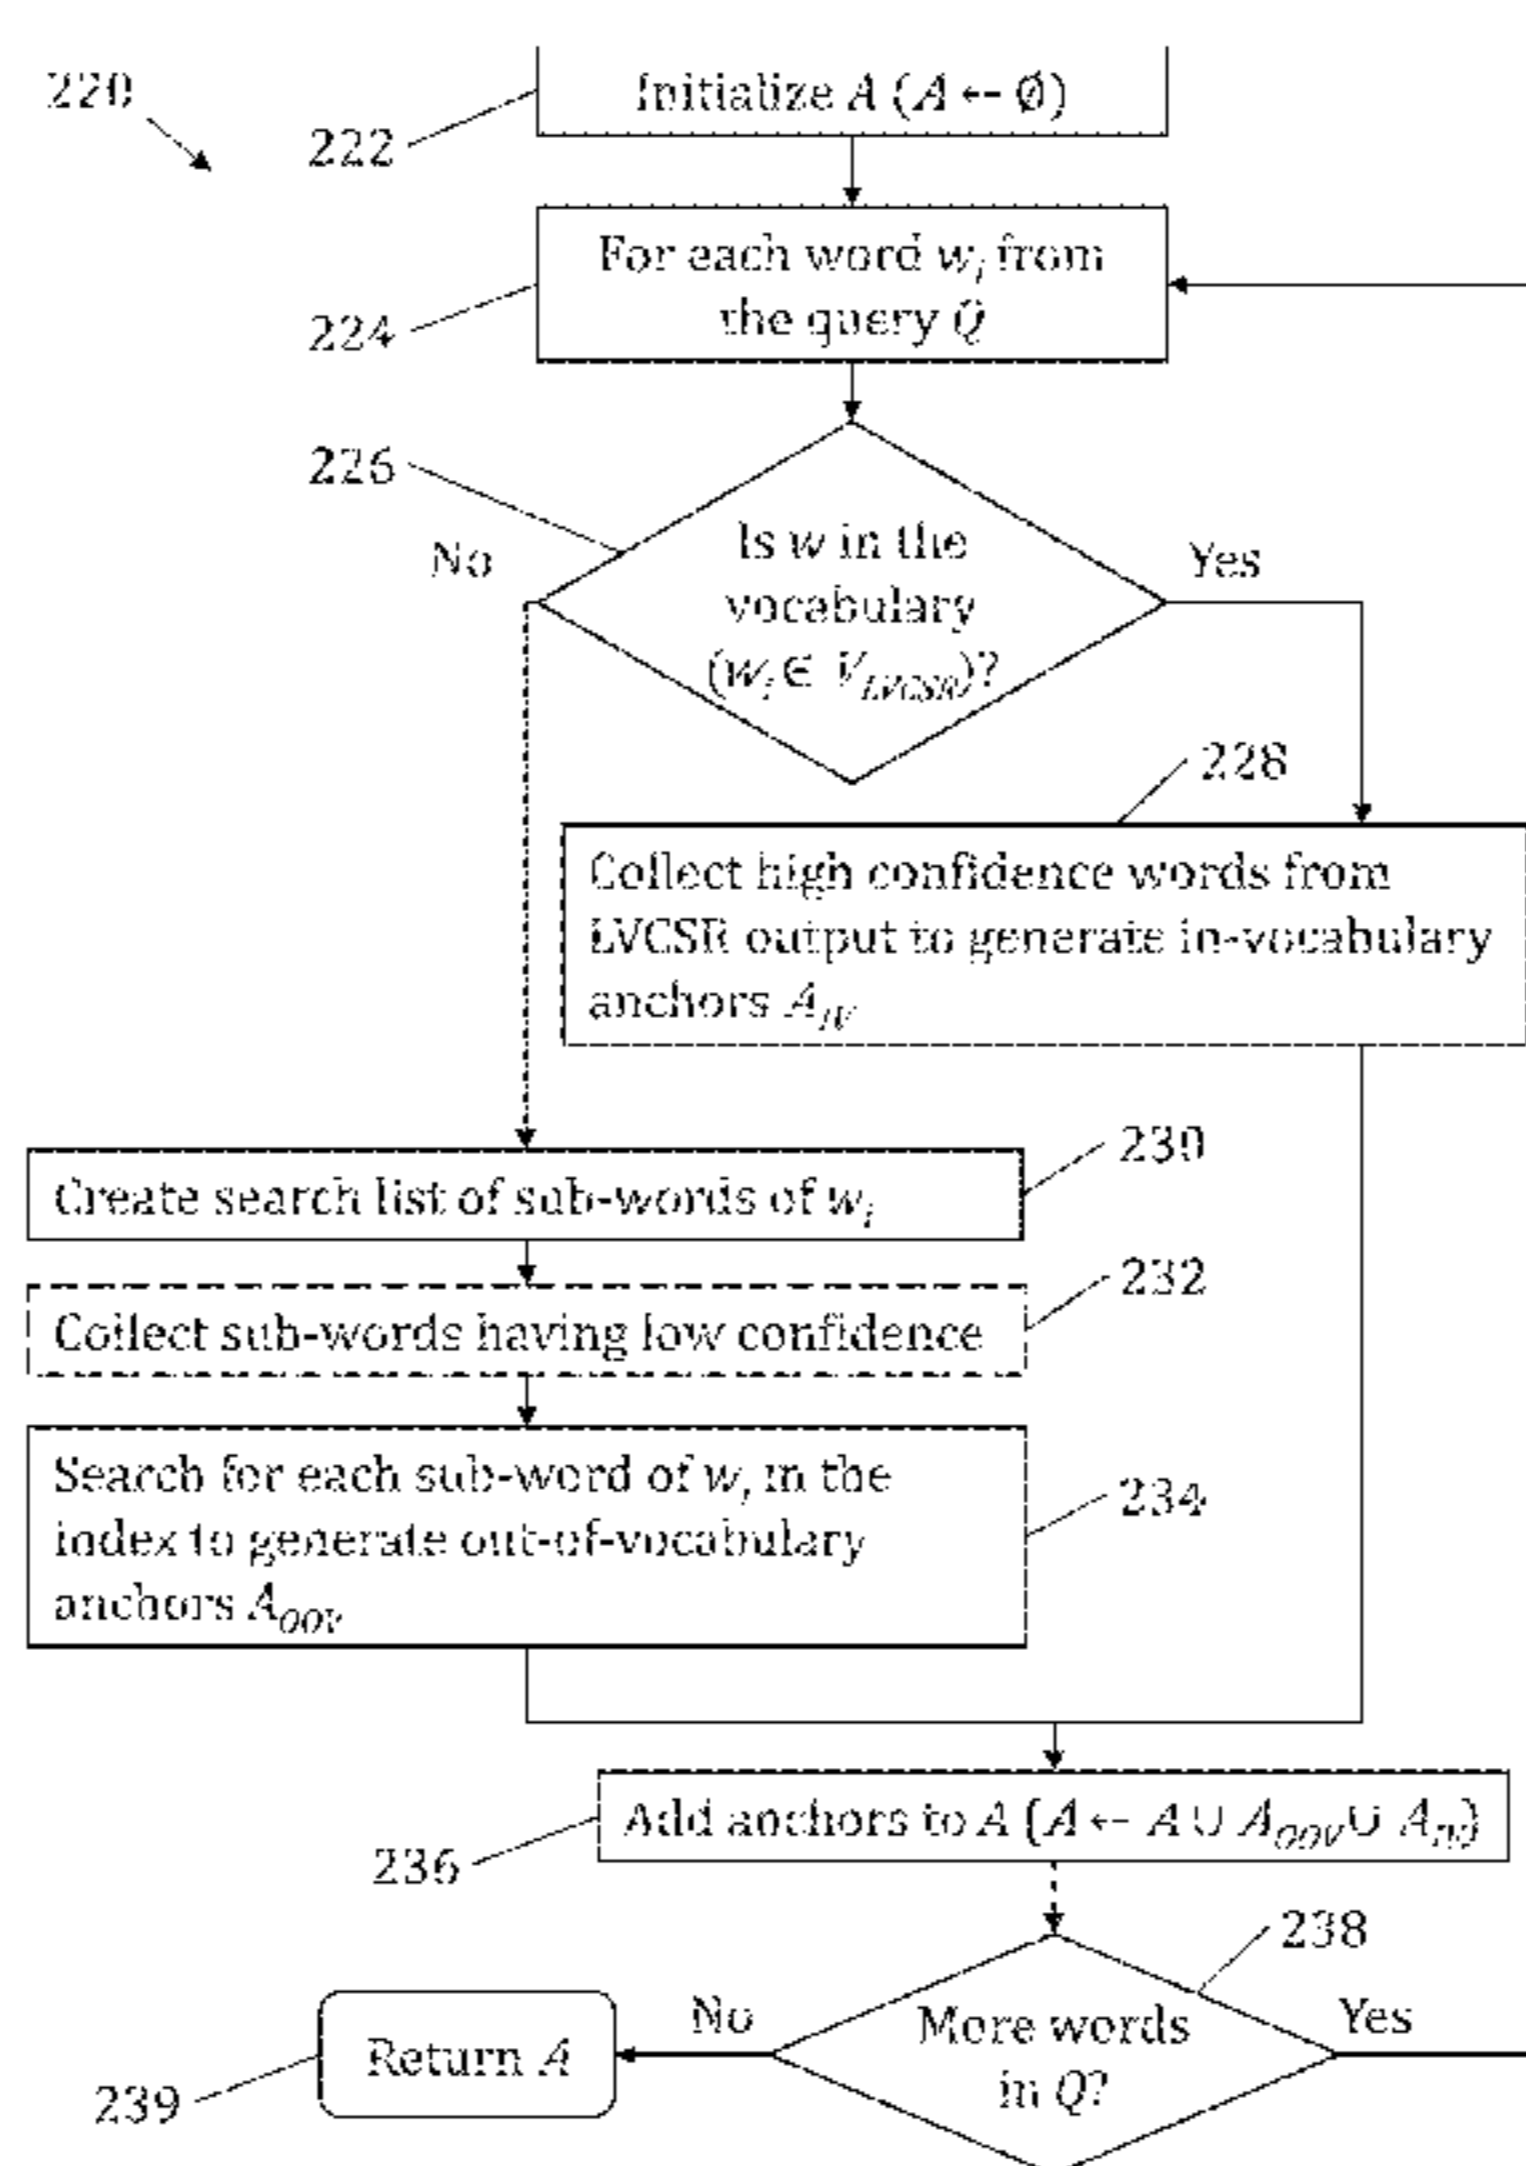 220
222
Initialize A (A ← ∅)
224
For each word wᵢ from
the query Q
226
No
Yes
Is w in the
vocabulary
(wᵢ ∈ V_LVCSR)?
228
Collect high confidence words from
LVCSR output to generate in-vocabulary
anchors A_IV
230
Create search list of sub-words of wᵢ
232
Collect sub-words having low confidence
234
Search for each sub-word of wᵢ in the
index to generate out-of-vocabulary
anchors A_OOV
236
Add anchors to A (A ← A ∪ A_OOV ∪ A_IV)
238
More words
in Q?
No
Yes
239
Return A